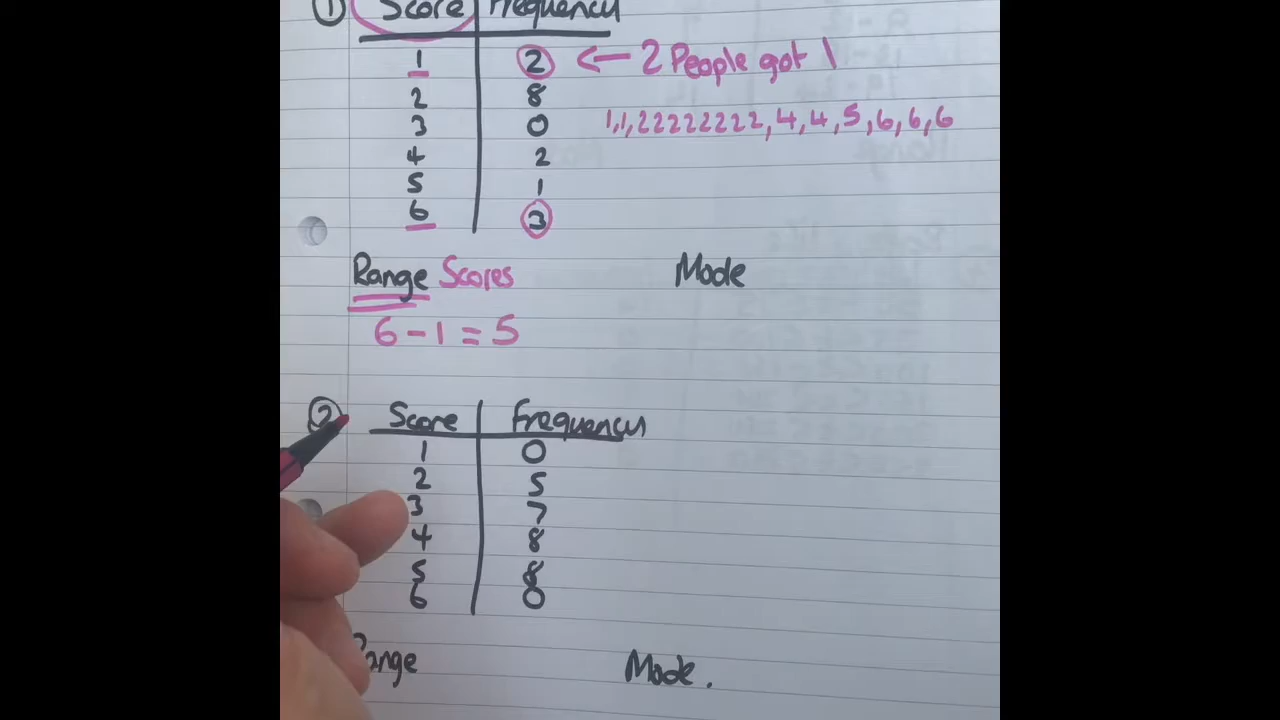 ① Score Frequency
1 2 ← 2 People got 1
2 8
3 0 1,1,22222222,4,4,5,6,6,6
4 2
5 1
6 3
Range Scores Mode
6 - 1 = 5
② Score Frequency
1 0
2 5
3 7
4 8
5 8
6 0
Range Mode.